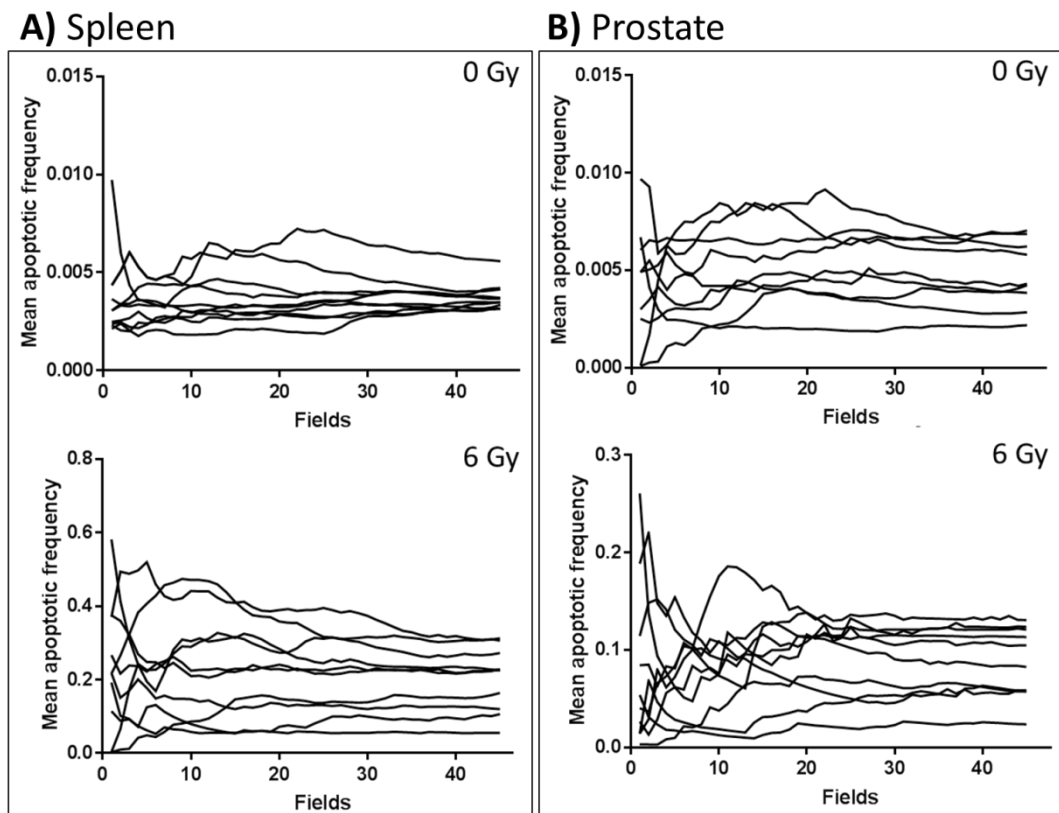 A) Spleen
0 Gy
Mean apoptotic frequency
0.015
0.010
0.005
0.000
0 10 20 30 40
Fields
6 Gy
Mean apoptotic frequency
0.8
0.6
0.4
0.2
0.0
0 10 20 30 40
Fields
B) Prostate
0 Gy
Mean apoptotic frequency
0.015
0.010
0.005
0.000
0 10 20 30 40
Fields
6 Gy
Mean apoptotic frequency
0.3
0.2
0.1
0.0
0 10 20 30 40
Fields